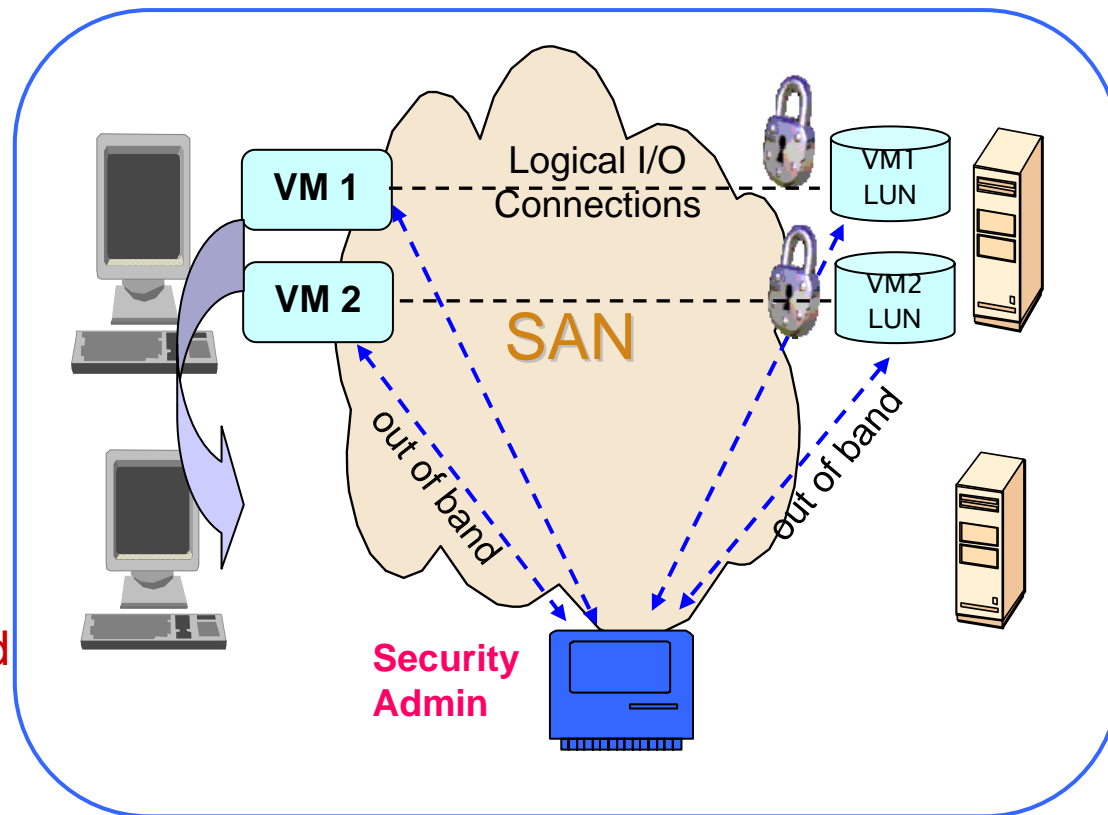 VM 1
Logical I/O
Connections
VM1
LUN
VM 2
VM2
LUN
SAN
out of band
out of band
Security
Admin
d